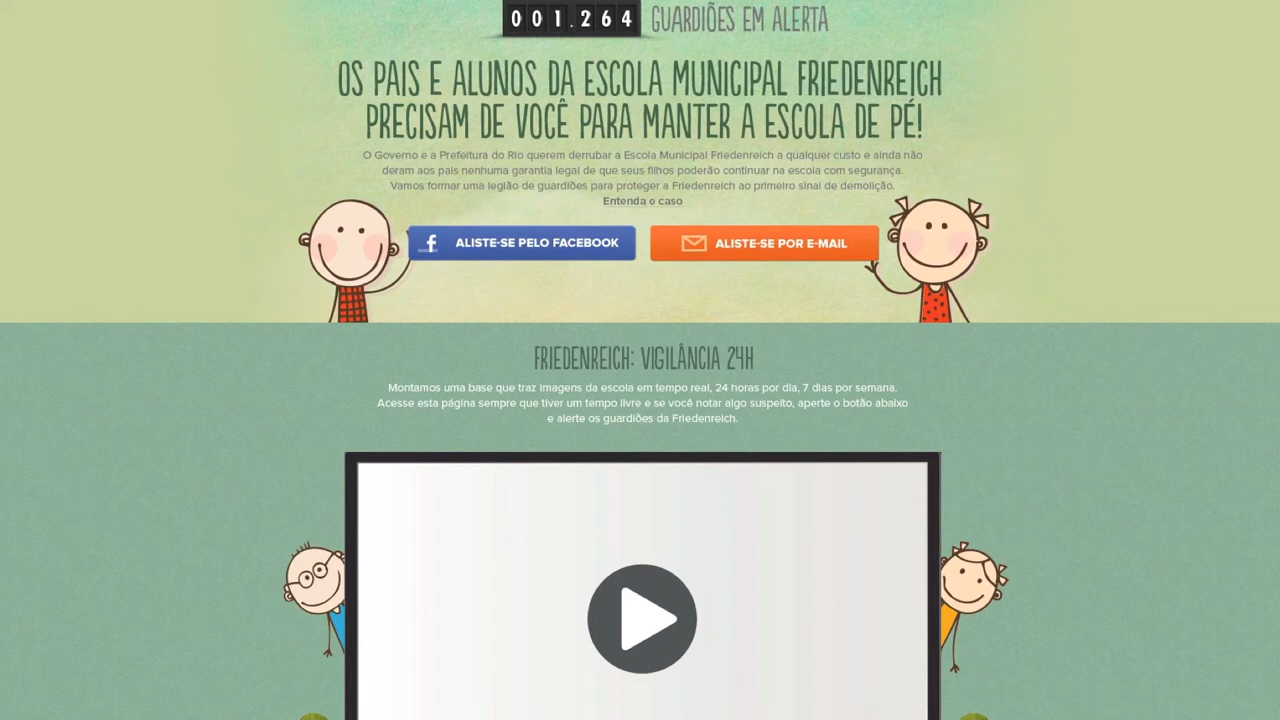 001.264 GUARDIÕES EM ALERTA
OS PAIS E ALUNOS DA ESCOLA MUNICIPAL FRIEDENREICH
PRECISAM DE VOCÊ PARA MANTER A ESCOLA DE PÉ!
O Governo e a Prefeitura do Rio querem derrubar a Escola Municipal Friedenreich a qualquer custo e ainda não
deram aos pais nenhuma garantia legal de que seus filhos poderão continuar na escola com segurança.
Vamos formar uma legião de guardiões para proteger a Friedenreich ao primeiro sinal de demolição.
Entenda o caso
f ALISTE-SE PELO FACEBOOK
ALISTE-SE POR E-MAIL
FRIEDENREICH: VIGILÂNCIA 24H
Montamos uma base que traz imagens da escola em tempo real, 24 horas por dia, 7 dias por semana.
Acesse esta página sempre que tiver um tempo livre e se você notar algo suspeito, aperte o botão abaixo
e alerte os guardiões da Friedenreich.